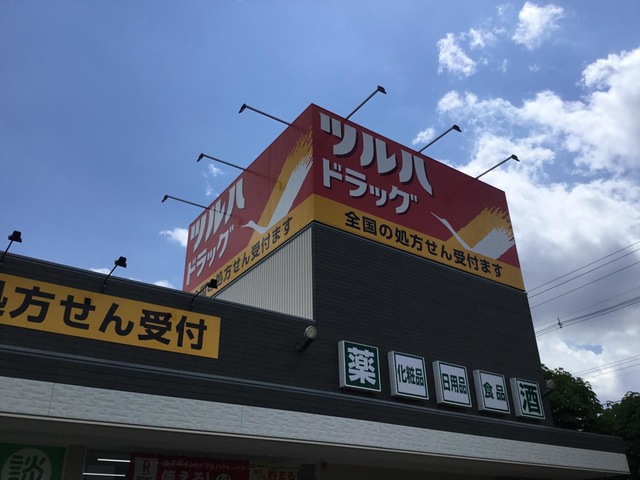 ツルハ
ドラッグ
全国の処方せん受付ます
ツルハ
ドラッグ
処方せん受付ます
処方せん受付
薬
化粧品
日用品
食品
酒
談
R